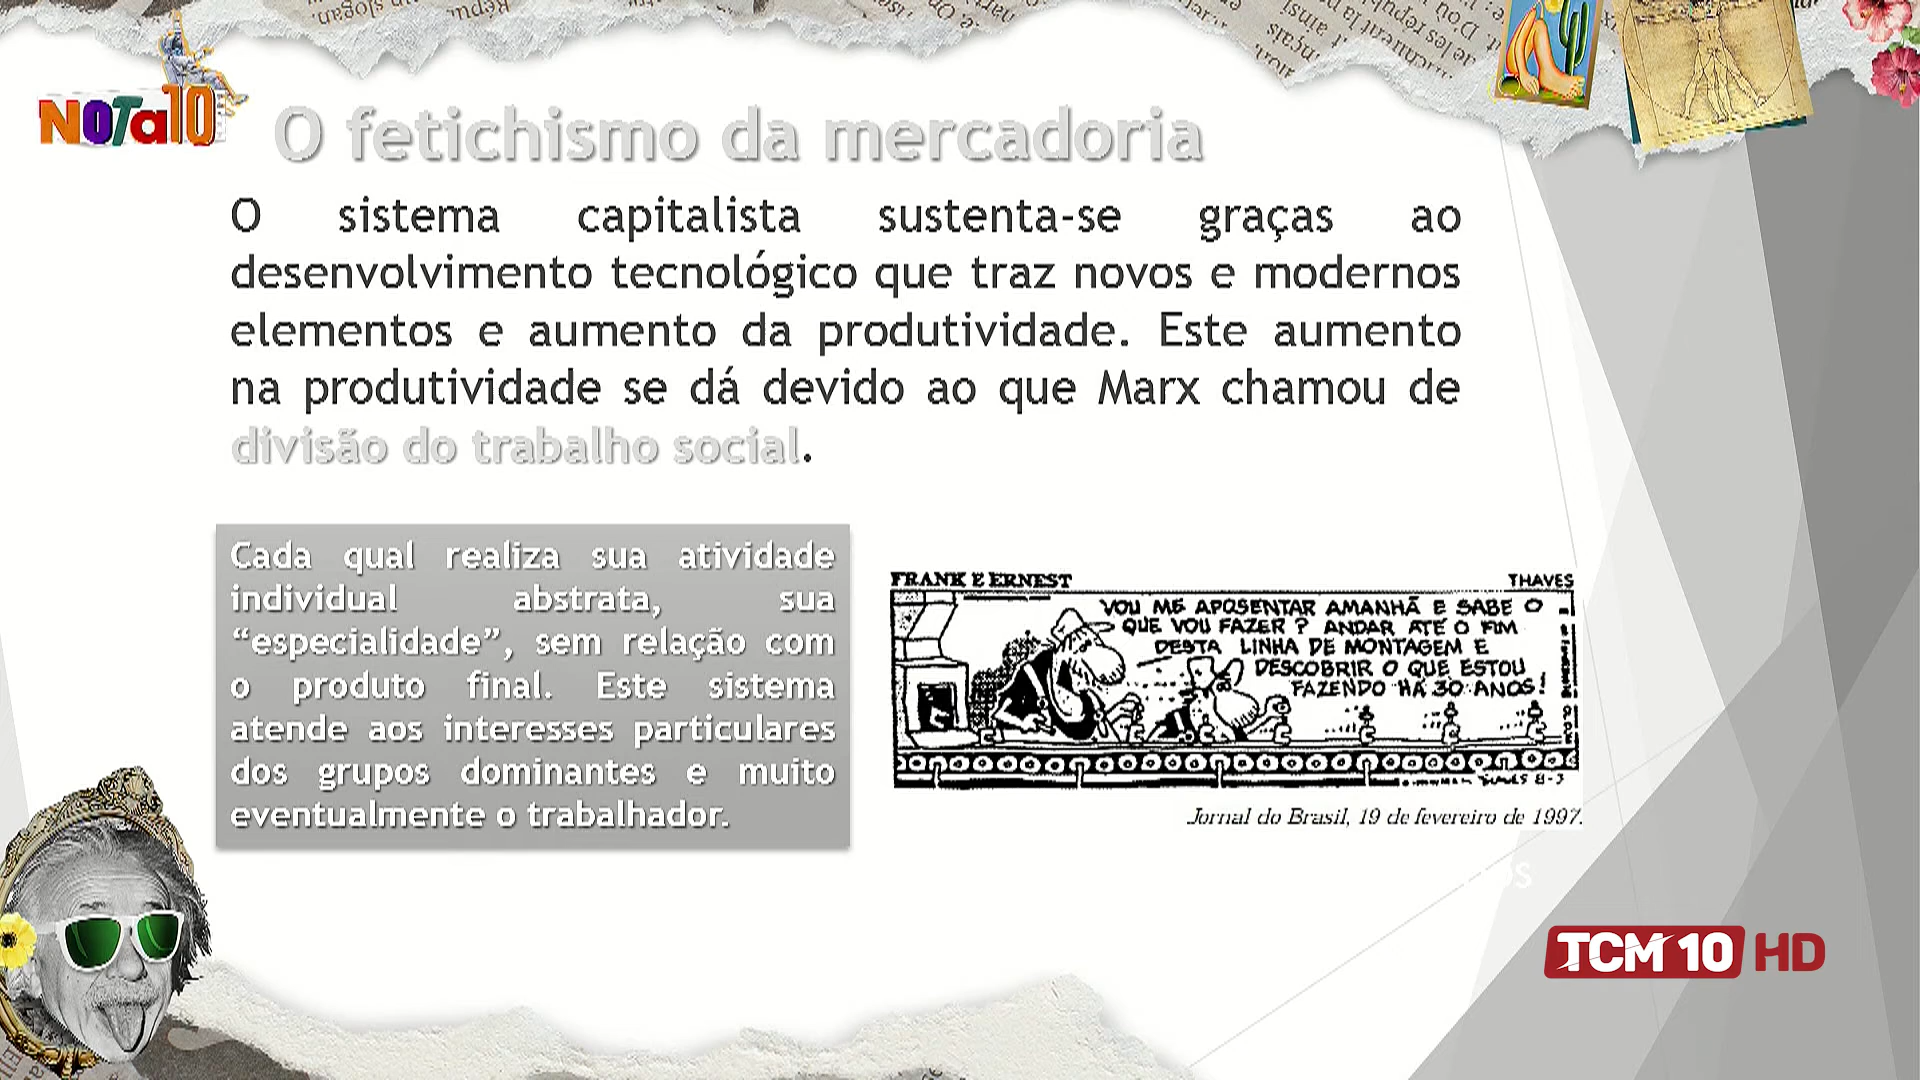 NOTa10
O fetichismo da mercadoria
O sistema capitalista sustenta-se graças ao
desenvolvimento tecnológico que traz novos e modernos
elementos e aumento da produtividade. Este aumento
na produtividade se dá devido ao que Marx chamou de
divisão do trabalho social.
Cada qual realiza sua atividade
individual abstrata, sua
“especialidade”, sem relação com
o produto final. Este sistema
atende aos interesses particulares
dos grupos dominantes e muito
eventualmente o trabalhador.
FRANK E ERNEST
THAVES
VOU ME APOSENTAR AMANHÃ E SABE O
QUE VOU FAZER? ANDAR ATÉ O FIM
DESTA LINHA DE MONTAGEM E
DESCOBRIR O QUE ESTOU
FAZENDO HÁ 30 ANOS!
Jornal do Brasil, 19 de fevereiro de 1997.
TCM 10 HD